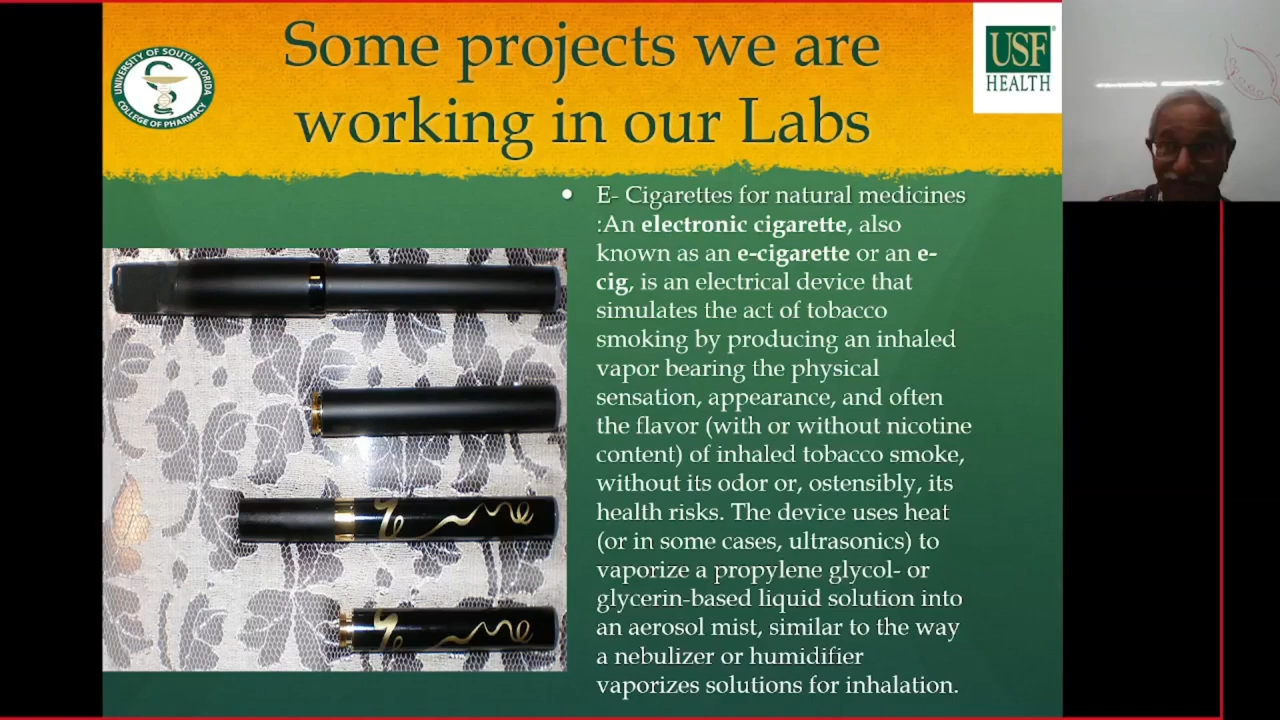 Some projects we are
working in our Labs
UNIVERSITY OF SOUTH FLORIDA
COLLEGE OF PHARMACY
USF
HEALTH
• E- Cigarettes for natural medicines
:An electronic cigarette, also
known as an e-cigarette or an e-
cig, is an electrical device that
simulates the act of tobacco
smoking by producing an inhaled
vapor bearing the physical
sensation, appearance, and often
the flavor (with or without nicotine
content) of inhaled tobacco smoke,
without its odor or, ostensibly, its
health risks. The device uses heat
(or in some cases, ultrasonics) to
vaporize a propylene glycol- or
glycerin-based liquid solution into
an aerosol mist, similar to the way
a nebulizer or humidifier
vaporizes solutions for inhalation.